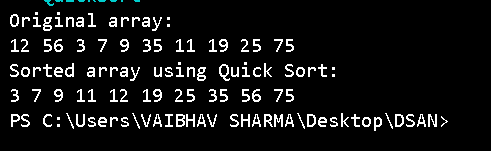 Original array:
12 56 3 7 9 35 11 19 25 75
Sorted array using Quick Sort:
3 7 9 11 12 19 25 35 56 75
PS C:\Users\VAIBHAV SHARMA\Desktop\DSAN>